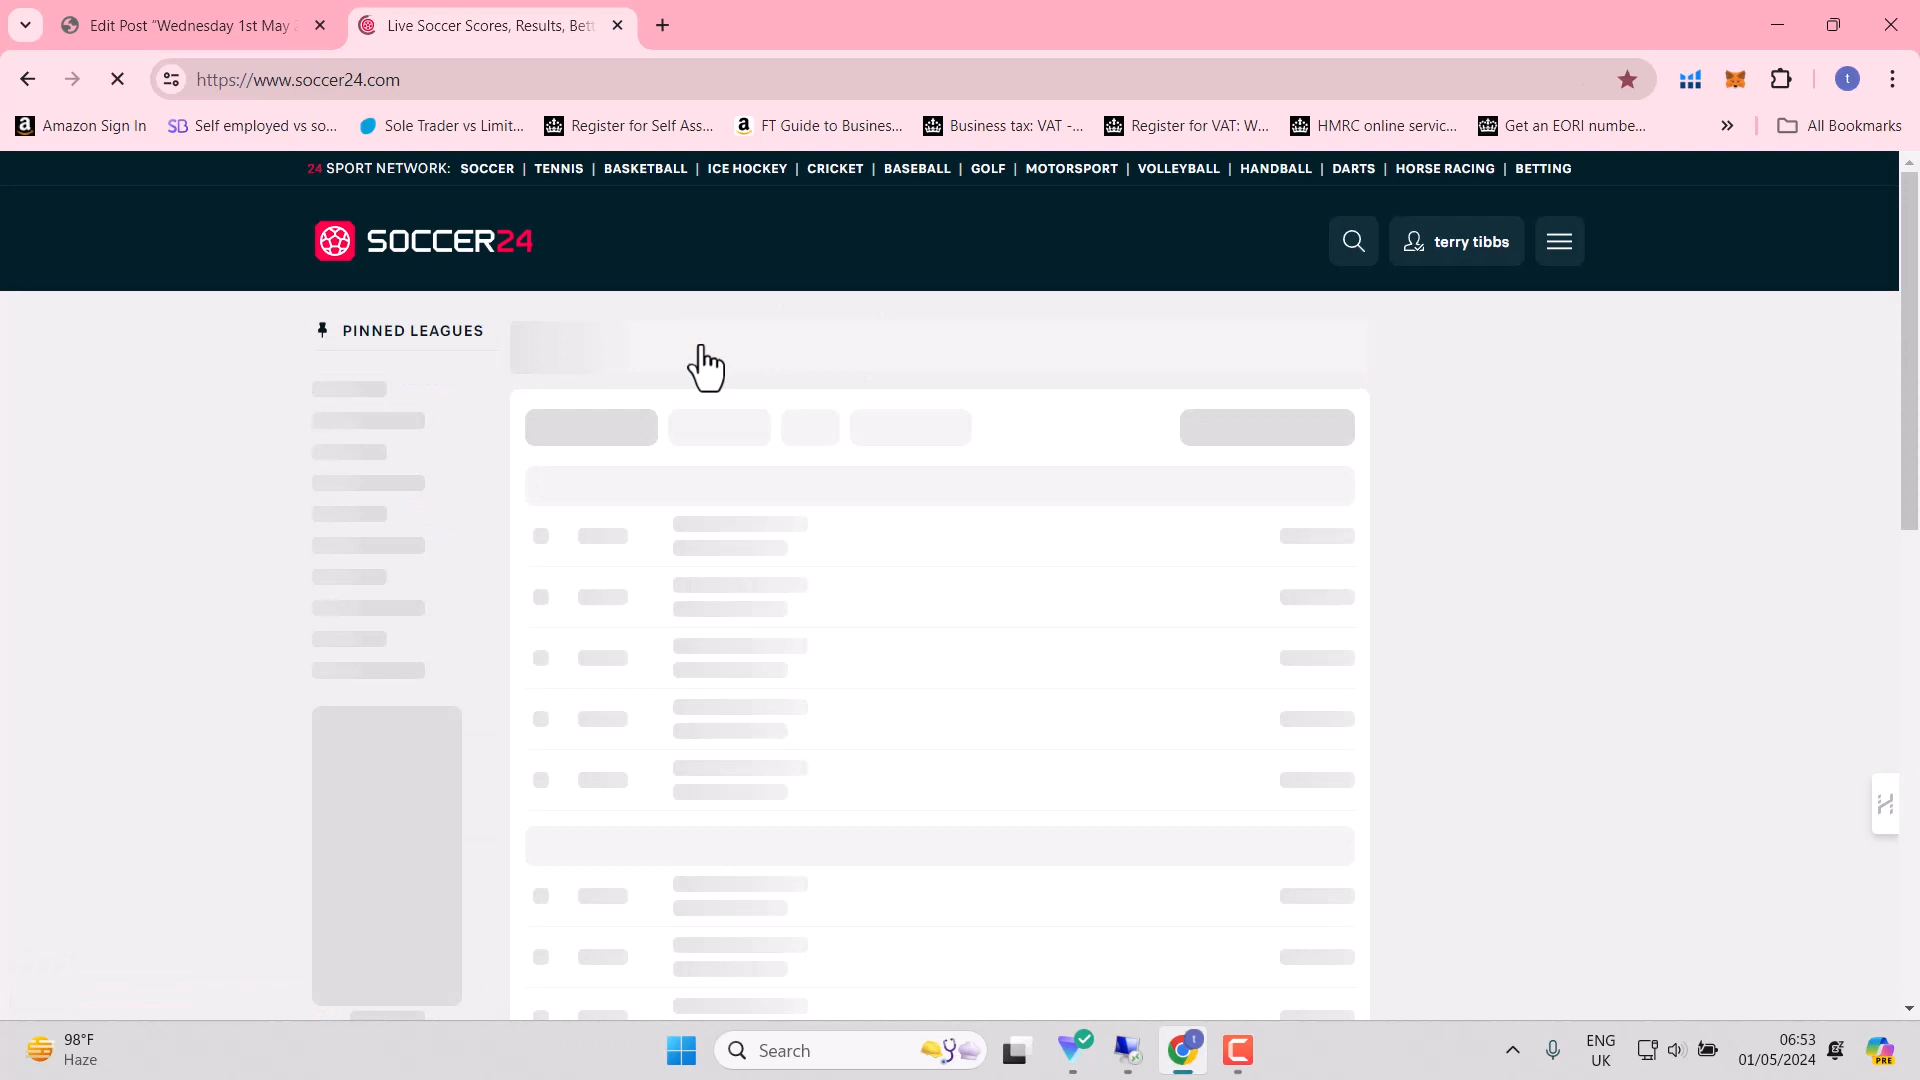 Edit Post "Wednesday 1st May
Live Soccer Scores, Results, Bett
https://www.soccer24.com
t
Amazon Sign In
SB Self employed vs so...
Sole Trader vs Limit...
Register for Self Ass...
FT Guide to Busines...
Business tax: VAT -...
Register for VAT: W...
HMRC online servic...
Get an EORI numbe...
All Bookmarks
24 SPORT NETWORK: SOCCER | TENNIS | BASKETBALL | ICE HOCKEY | CRICKET | BASEBALL | GOLF | MOTORSPORT | VOLLEYBALL | HANDBALL | DARTS | HORSE RACING | BETTING
SOCCER24
terry tibbs
PINNED LEAGUES
98°F
Haze
Search
t
ENG
UK
06:53
01/05/2024
PRE